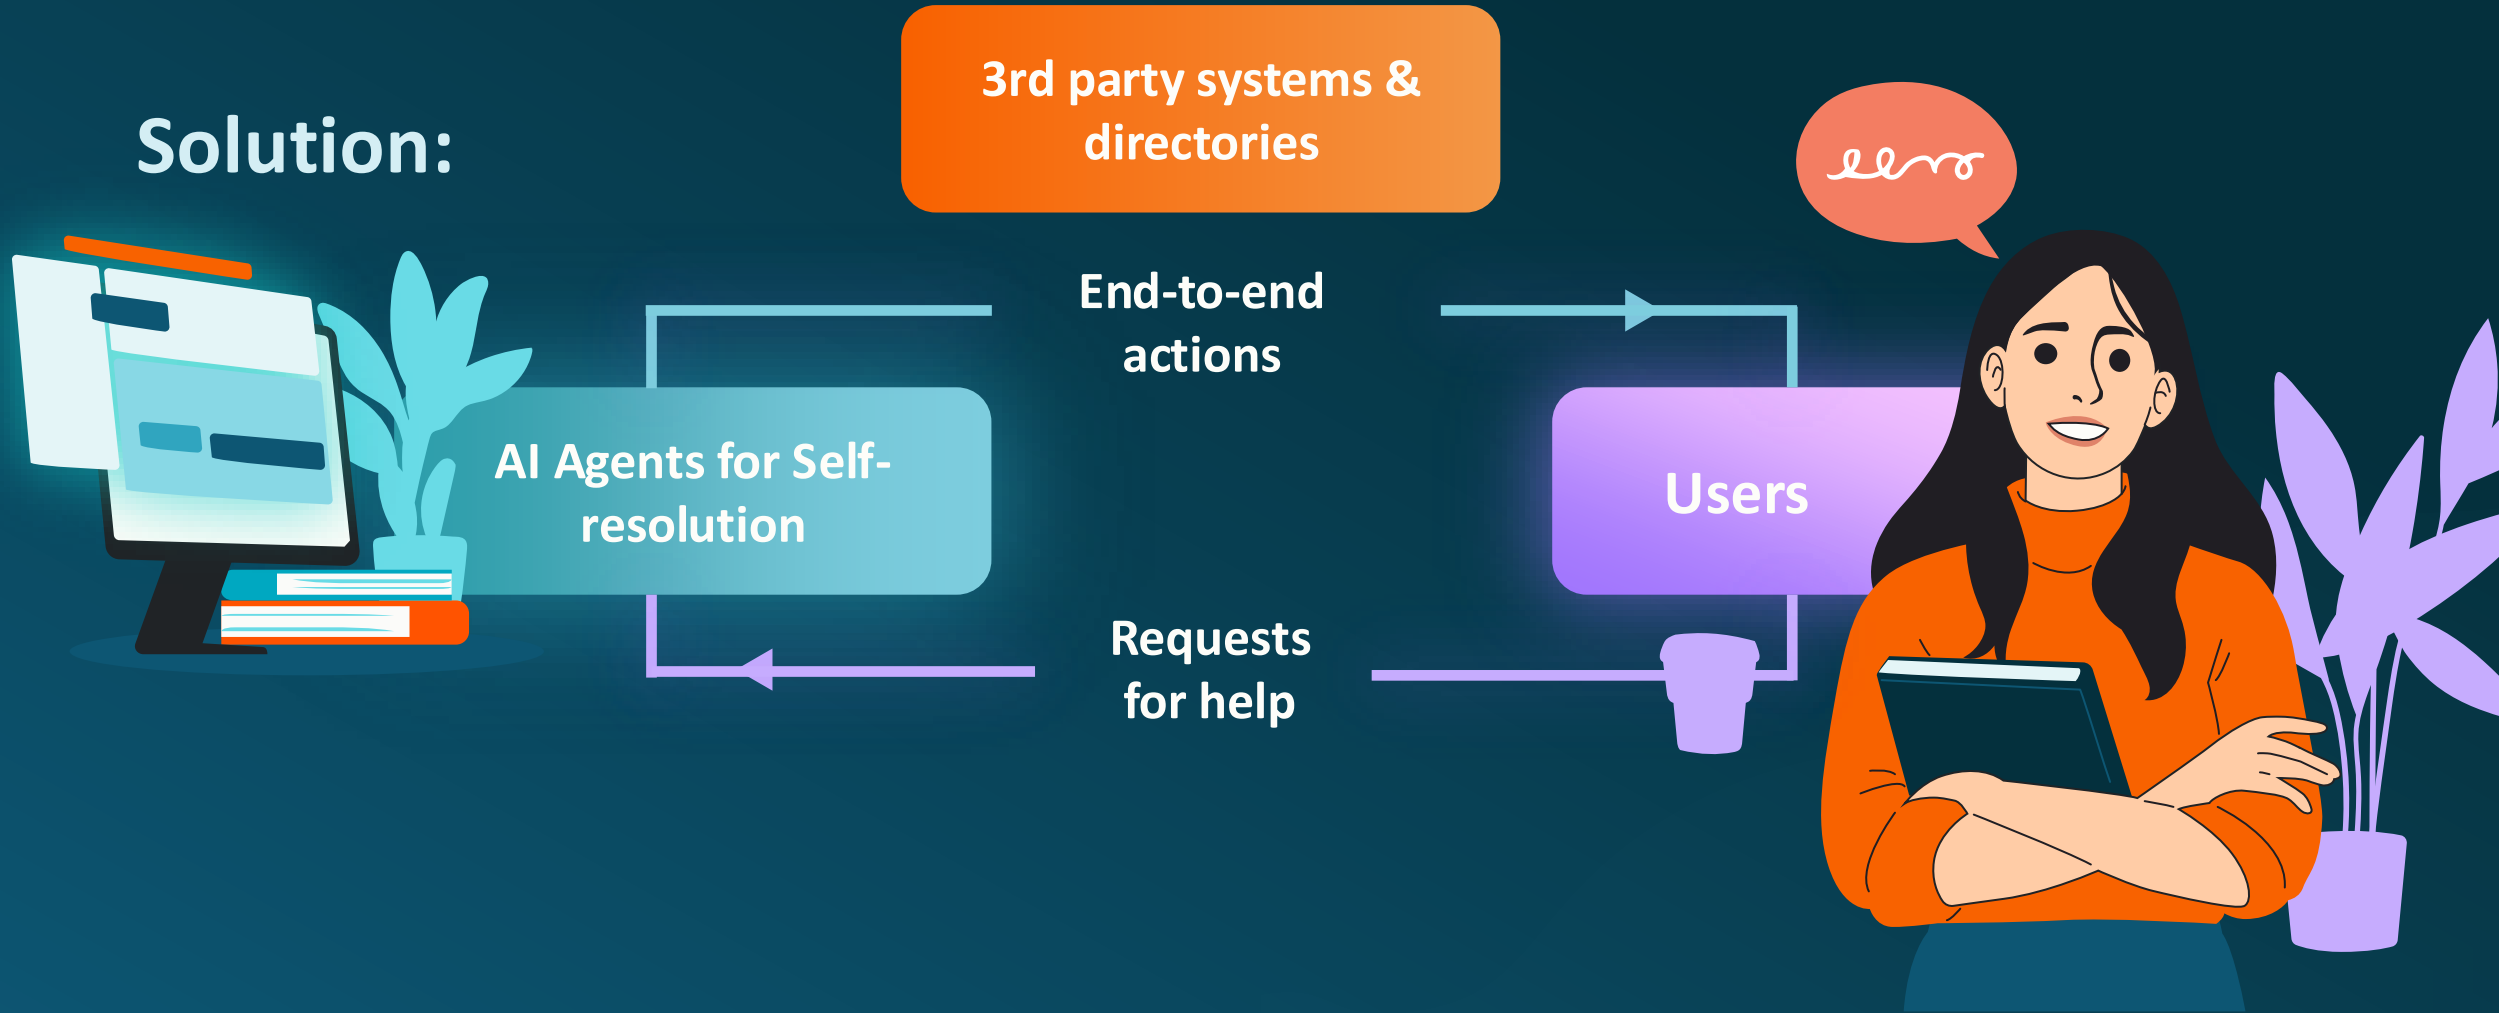 Solution:
3rd party systems &
directories
End-to-end
actions
AI Agents for Self-
resolution
Users
Requests
for help